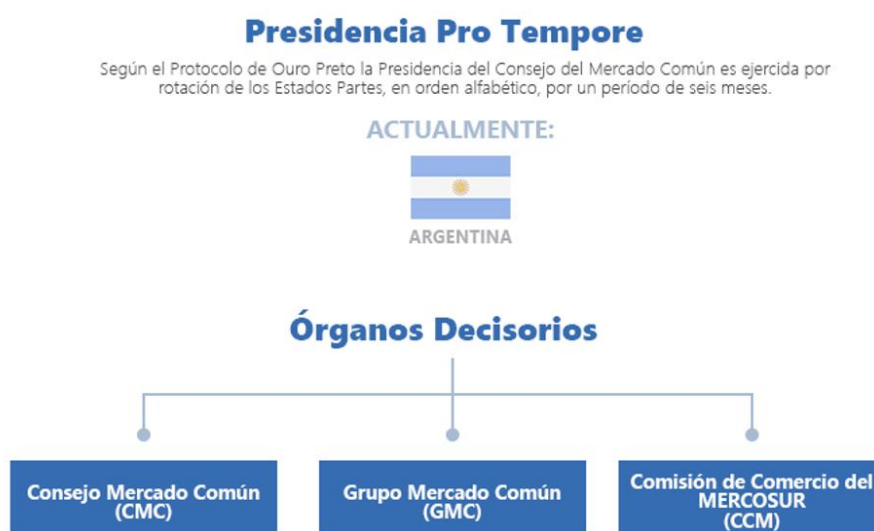 Presidencia Pro Tempore
Según el Protocolo de Ouro Preto la Presidencia del Consejo del Mercado Común es ejercida por
rotación de los Estados Partes, en orden alfabético, por un período de seis meses.
ACTUALMENTE:
ARGENTINA
Órganos Decisorios
Consejo Mercado Común
(CMC)
Grupo Mercado Común
(GMC)
Comisión de Comercio del
MERCOSUR
(CCM)